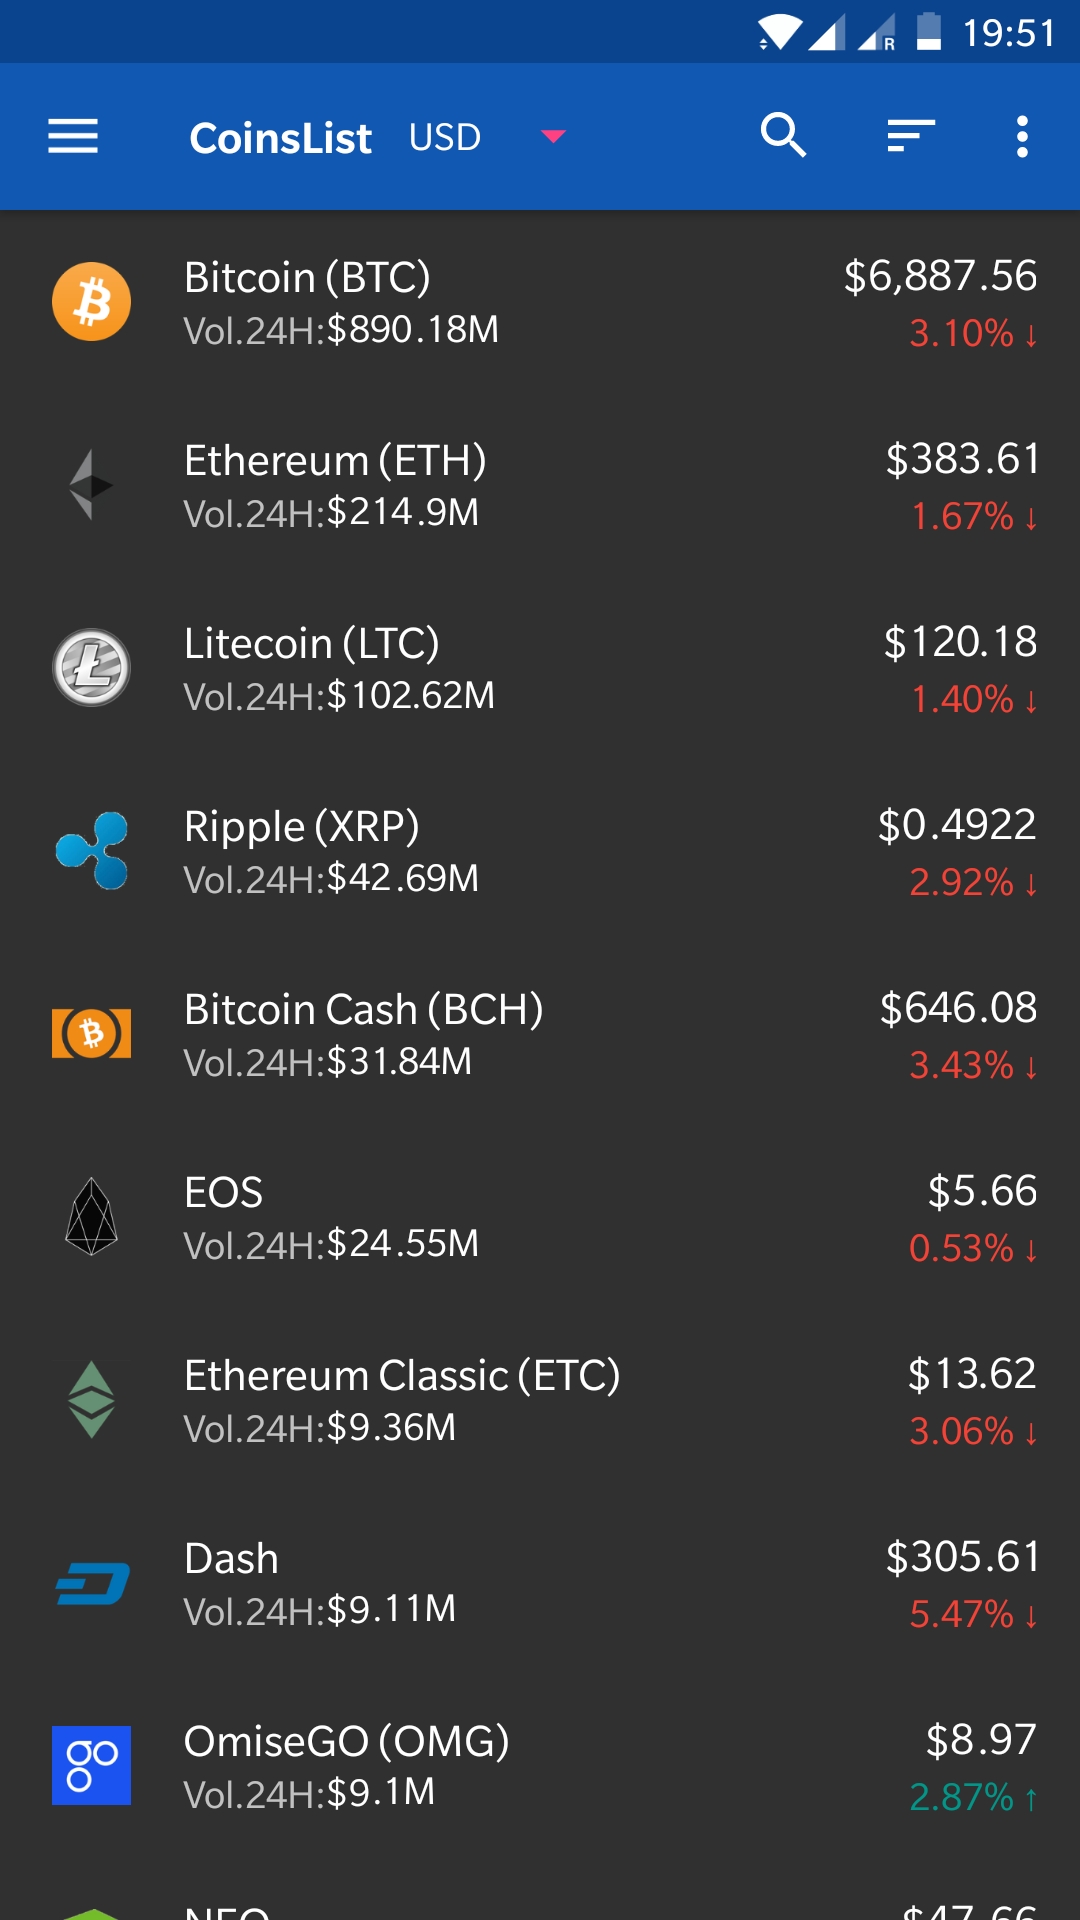 R 19:51
CoinsList USD
Bitcoin (BTC) $6,887.56
Vol.24H:$890.18M 3.10% ↓
Ethereum (ETH) $383.61
Vol.24H:$214.9M 1.67% ↓
Litecoin (LTC) $120.18
Vol.24H:$102.62M 1.40% ↓
Ripple (XRP) $0.4922
Vol.24H:$42.69M 2.92% ↓
Bitcoin Cash (BCH) $646.08
Vol.24H:$31.84M 3.43% ↓
EOS $5.66
Vol.24H:$24.55M 0.53% ↓
Ethereum Classic (ETC) $13.62
Vol.24H:$9.36M 3.06% ↓
Dash $305.61
Vol.24H:$9.11M 5.47% ↓
OmiseGO (OMG) $8.97
Vol.24H:$9.1M 2.87% ↑
NEO $47.66